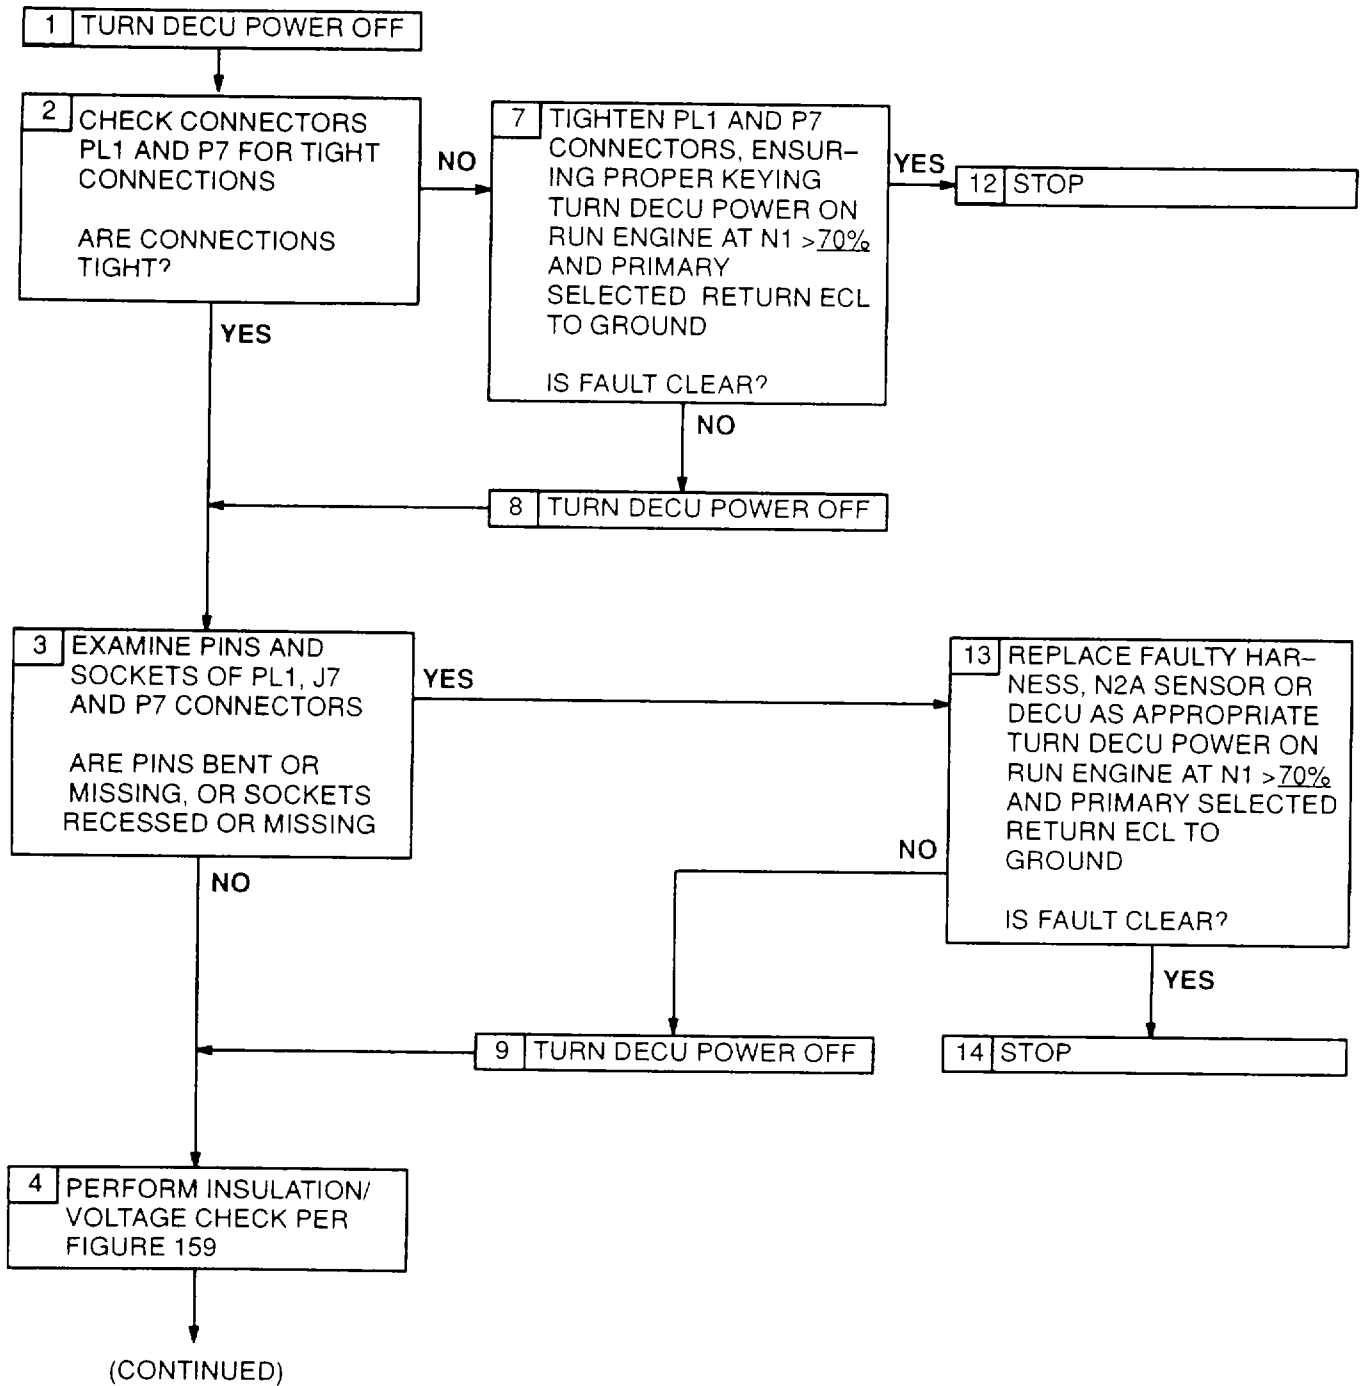 1 TURN DECU POWER OFF
2 CHECK CONNECTORS
PL1 AND P7 FOR TIGHT
CONNECTIONS
ARE CONNECTIONS
TIGHT?
NO
YES
7 TIGHTEN PL1 AND P7
CONNECTORS, ENSUR–
ING PROPER KEYING
TURN DECU POWER ON
RUN ENGINE AT N1 >70%
AND PRIMARY
SELECTED RETURN ECL
TO GROUND
IS FAULT CLEAR?
YES
NO
12 STOP
8 TURN DECU POWER OFF
3 EXAMINE PINS AND
SOCKETS OF PL1, J7
AND P7 CONNECTORS
ARE PINS BENT OR
MISSING, OR SOCKETS
RECESSED OR MISSING
YES
NO
13 REPLACE FAULTY HAR–
NESS, N2A SENSOR OR
DECU AS APPROPRIATE
TURN DECU POWER ON
RUN ENGINE AT N1 >70%
AND PRIMARY SELECTED
RETURN ECL TO
GROUND
IS FAULT CLEAR?
NO
YES
9 TURN DECU POWER OFF
14 STOP
4 PERFORM INSULATION/
VOLTAGE CHECK PER
FIGURE 159
(CONTINUED)